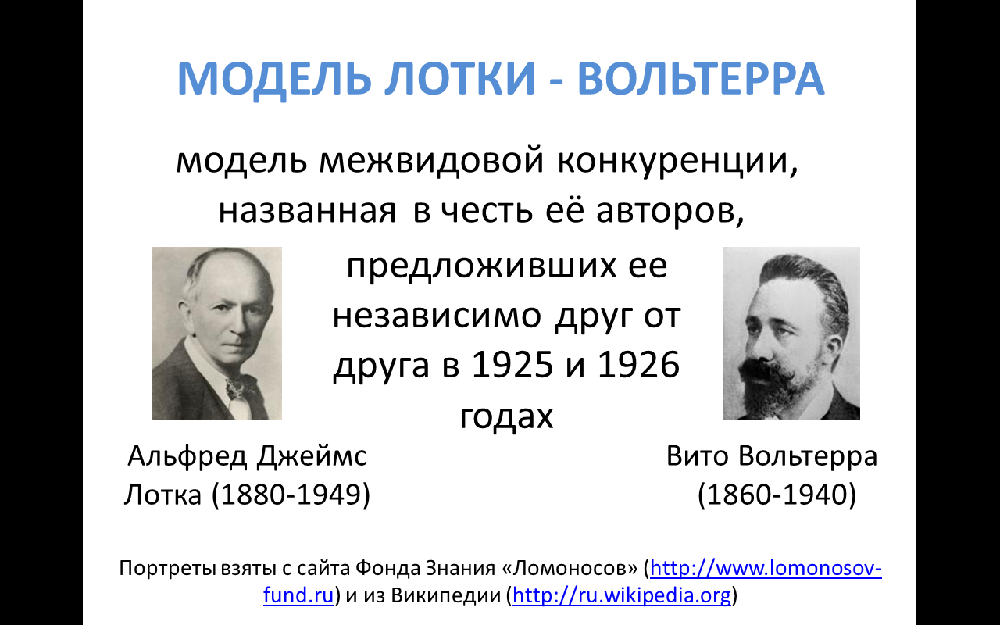 МОДЕЛЬ ЛОТКИ - ВОЛЬТЕРРА
модель межвидовой конкуренции,
названная в честь её авторов,
предложивших ее
независимо друг от
друга в 1925 и 1926
годах
Альфред Джеймс
Лотка (1880-1949)
Вито Вольтерра
(1860-1940)
Портреты взяты с сайта Фонда Знания «Ломоносов» (http://www.lomonosov-
fund.ru) и из Википедии (http://ru.wikipedia.org)